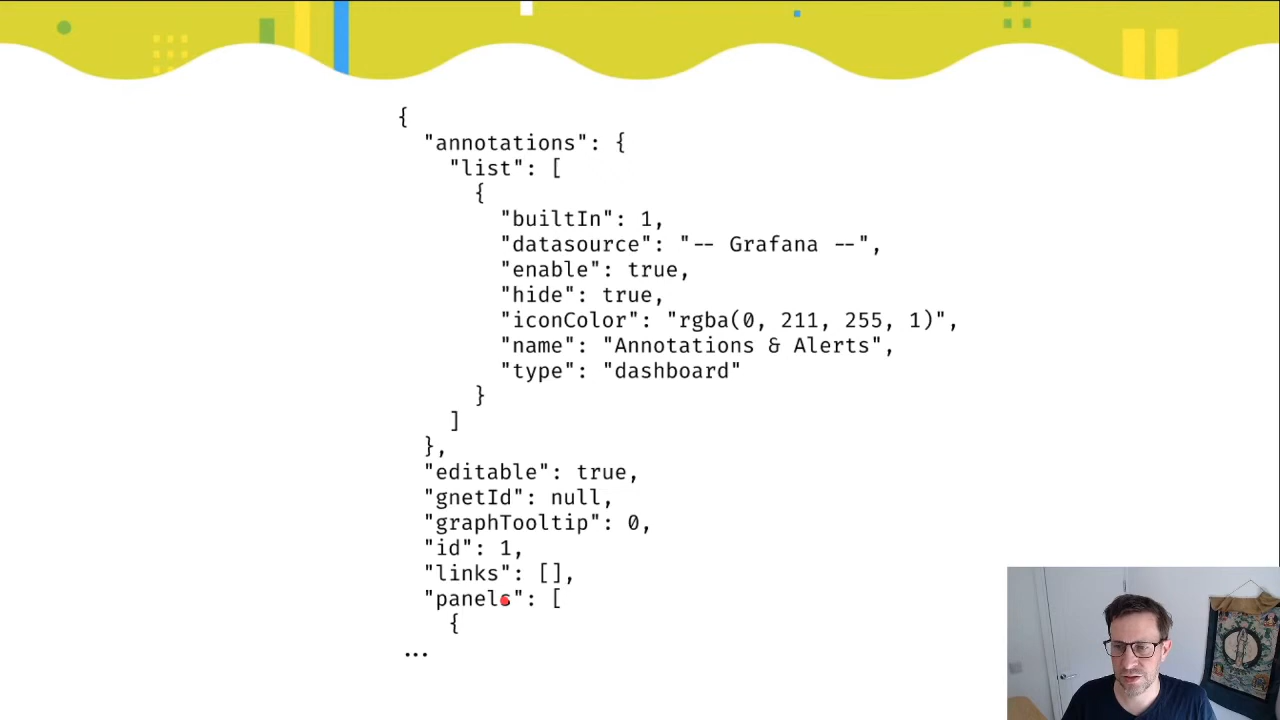 {
"annotations": {
"list": [
{
"builtIn": 1,
"datasource": "-- Grafana --",
"enable": true,
"hide": true,
"iconColor": "rgba(0, 211, 255, 1)",
"name": "Annotations & Alerts",
"type": "dashboard"
}
]
},
"editable": true,
"gnetId": null,
"graphTooltip": 0,
"id": 1,
"links": [],
"panels": [
{
...